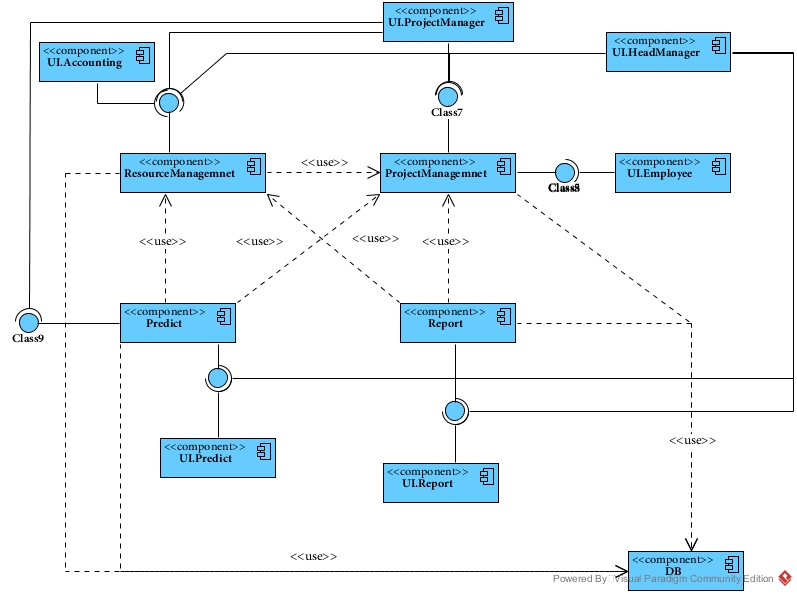 <<component>>
UI.ProjectManager
<<component>>
UI.Accounting
<<component>>
UI.HeadManager
Class7
<<component>>
ResourceManagemnet
<<use>>
<<component>>
ProjectManagemnet
Class8
<<component>>
UI.Employee
<<use>>
<<use>>
<<use>>
<<use>>
<<component>>
Predict
<<component>>
Report
Class9
<<component>>
UI.Predict
<<use>>
<<component>>
UI.Report
<<use>>
<<component>>
DB
Powered By Visual Paradigm Community Edition